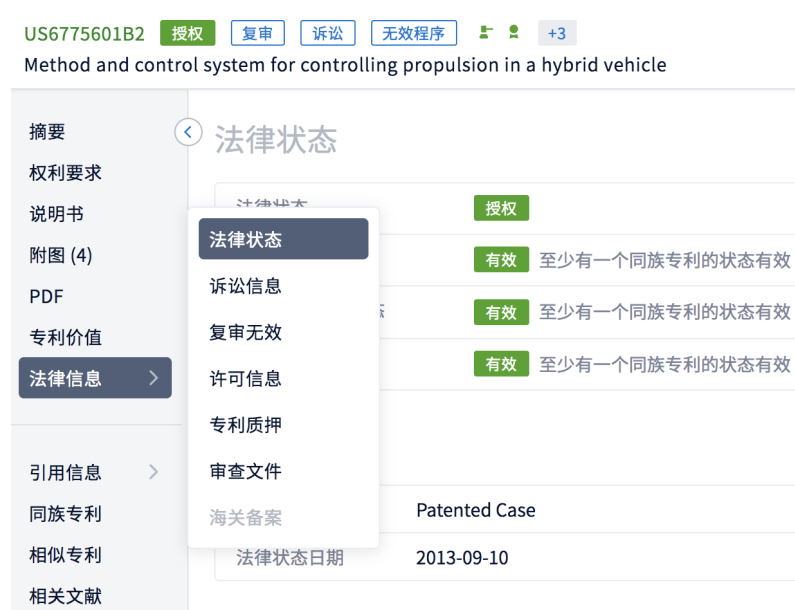 US6775601B2 授权 复审 诉讼 无效程序 +3
Method and control system for controlling propulsion in a hybrid vehicle
摘要
权利要求
说明书
附图 (4)
PDF
专利价值
法律信息
引用信息
同族专利
相似专利
相关文献
法律状态
诉讼信息
复审无效
许可信息
专利质押
审查文件
海关备案
法律状态
法律状态 授权
有效 至少有一个同族专利的状态有效
态 有效 至少有一个同族专利的状态有效
有效 至少有一个同族专利的状态有效
Patented Case
法律状态日期 2013-09-10